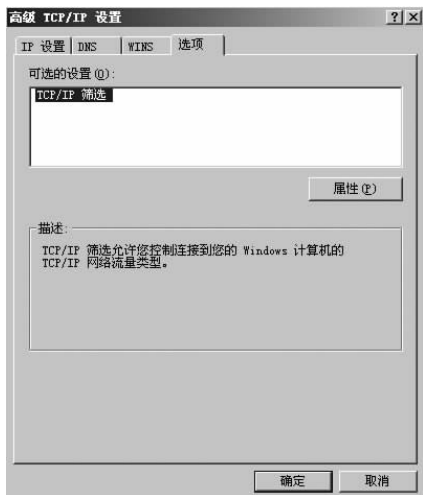 高级 TCP/IP 设置
IP 设置 DNS WINS 选项
可选的设置(O):
TCP/IP 筛选
属性(P)
描述:
TCP/IP 筛选允许您控制连接到您的 Windows 计算机的
TCP/IP 网络流量类型。
确定 取消